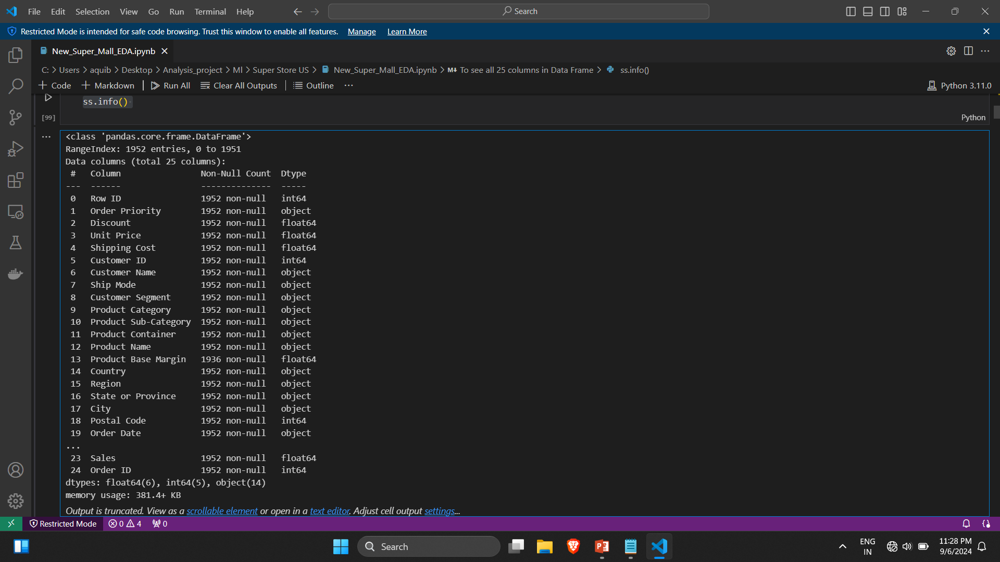 File Edit Selection View Go Run Terminal Help Search
Restricted Mode is intended for safe code browsing. Trust this window to enable all features. Manage Learn More
New_Super_Mall_EDA.ipynb
C: > Users > aquib > Desktop > Analysis_project > Ml > Super Store US > New_Super_Mall_EDA.ipynb > M↓ To see all 25 columns in Data Frame > ss.info()
+ Code + Markdown | Run All Clear All Outputs | Outline ... Python 3.11.0
ss.info()
[99] Python
<class 'pandas.core.frame.DataFrame'>
RangeIndex: 1952 entries, 0 to 1951
Data columns (total 25 columns):
 #   Column                Non-Null Count  Dtype
---  ------                --------------  -----
 0   Row ID                1952 non-null   int64
 1   Order Priority        1952 non-null   object
 2   Discount              1952 non-null   float64
 3   Unit Price            1952 non-null   float64
 4   Shipping Cost         1952 non-null   float64
 5   Customer ID           1952 non-null   int64
 6   Customer Name         1952 non-null   object
 7   Ship Mode             1952 non-null   object
 8   Customer Segment      1952 non-null   object
 9   Product Category      1952 non-null   object
 10  Product Sub-Category  1952 non-null   object
 11  Product Container     1952 non-null   object
 12  Product Name          1952 non-null   object
 13  Product Base Margin   1936 non-null   float64
 14  Country               1952 non-null   object
 15  Region                1952 non-null   object
 16  State or Province     1952 non-null   object
 17  City                  1952 non-null   object
 18  Postal Code           1952 non-null   int64
 19  Order Date            1952 non-null   object
...
 23  Sales                 1952 non-null   float64
 24  Order ID              1952 non-null   int64
dtypes: float64(6), int64(5), object(14)
memory usage: 381.4+ KB
Output is truncated. View as a scrollable element or open in a text editor. Adjust cell output settings...
Restricted Mode 0 4 0
Search ENG 11:28 PM
IN 9/6/2024